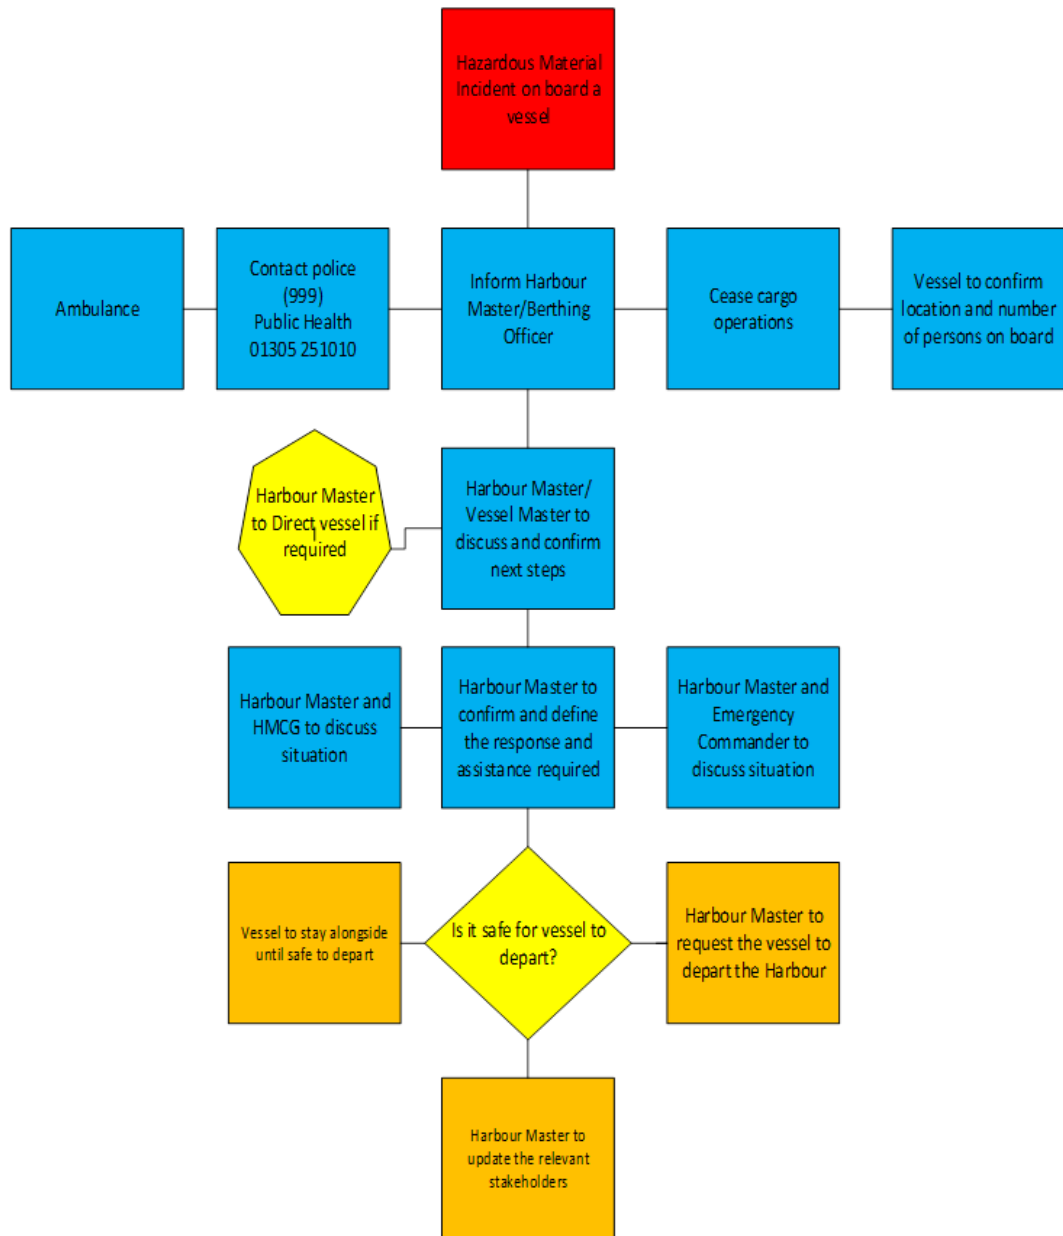 Hazardous Material
Incident on board a
vessel
Ambulance
Contact police
(999)
Public Health
01305 251010
Inform Harbour
Master/Berthing
Officer
Cease cargo
operations
Vessel to confirm
location and number
of persons on board
Harbour Master
to Direct vessel if
required
Harbour Master/
Vessel Master to
discuss and confirm
next steps
Harbour Master and
HMCG to discuss
situation
Harbour Master to
confirm and define
the response and
assistance required
Harbour Master and
Emergency
Commander to
discuss situation
Vessel to stay alongside
until safe to depart
Is it safe for vessel to
depart?
Harbour Master to
request the vessel to
depart the Harbour
Harbour Master to
update the relevant
stakeholders